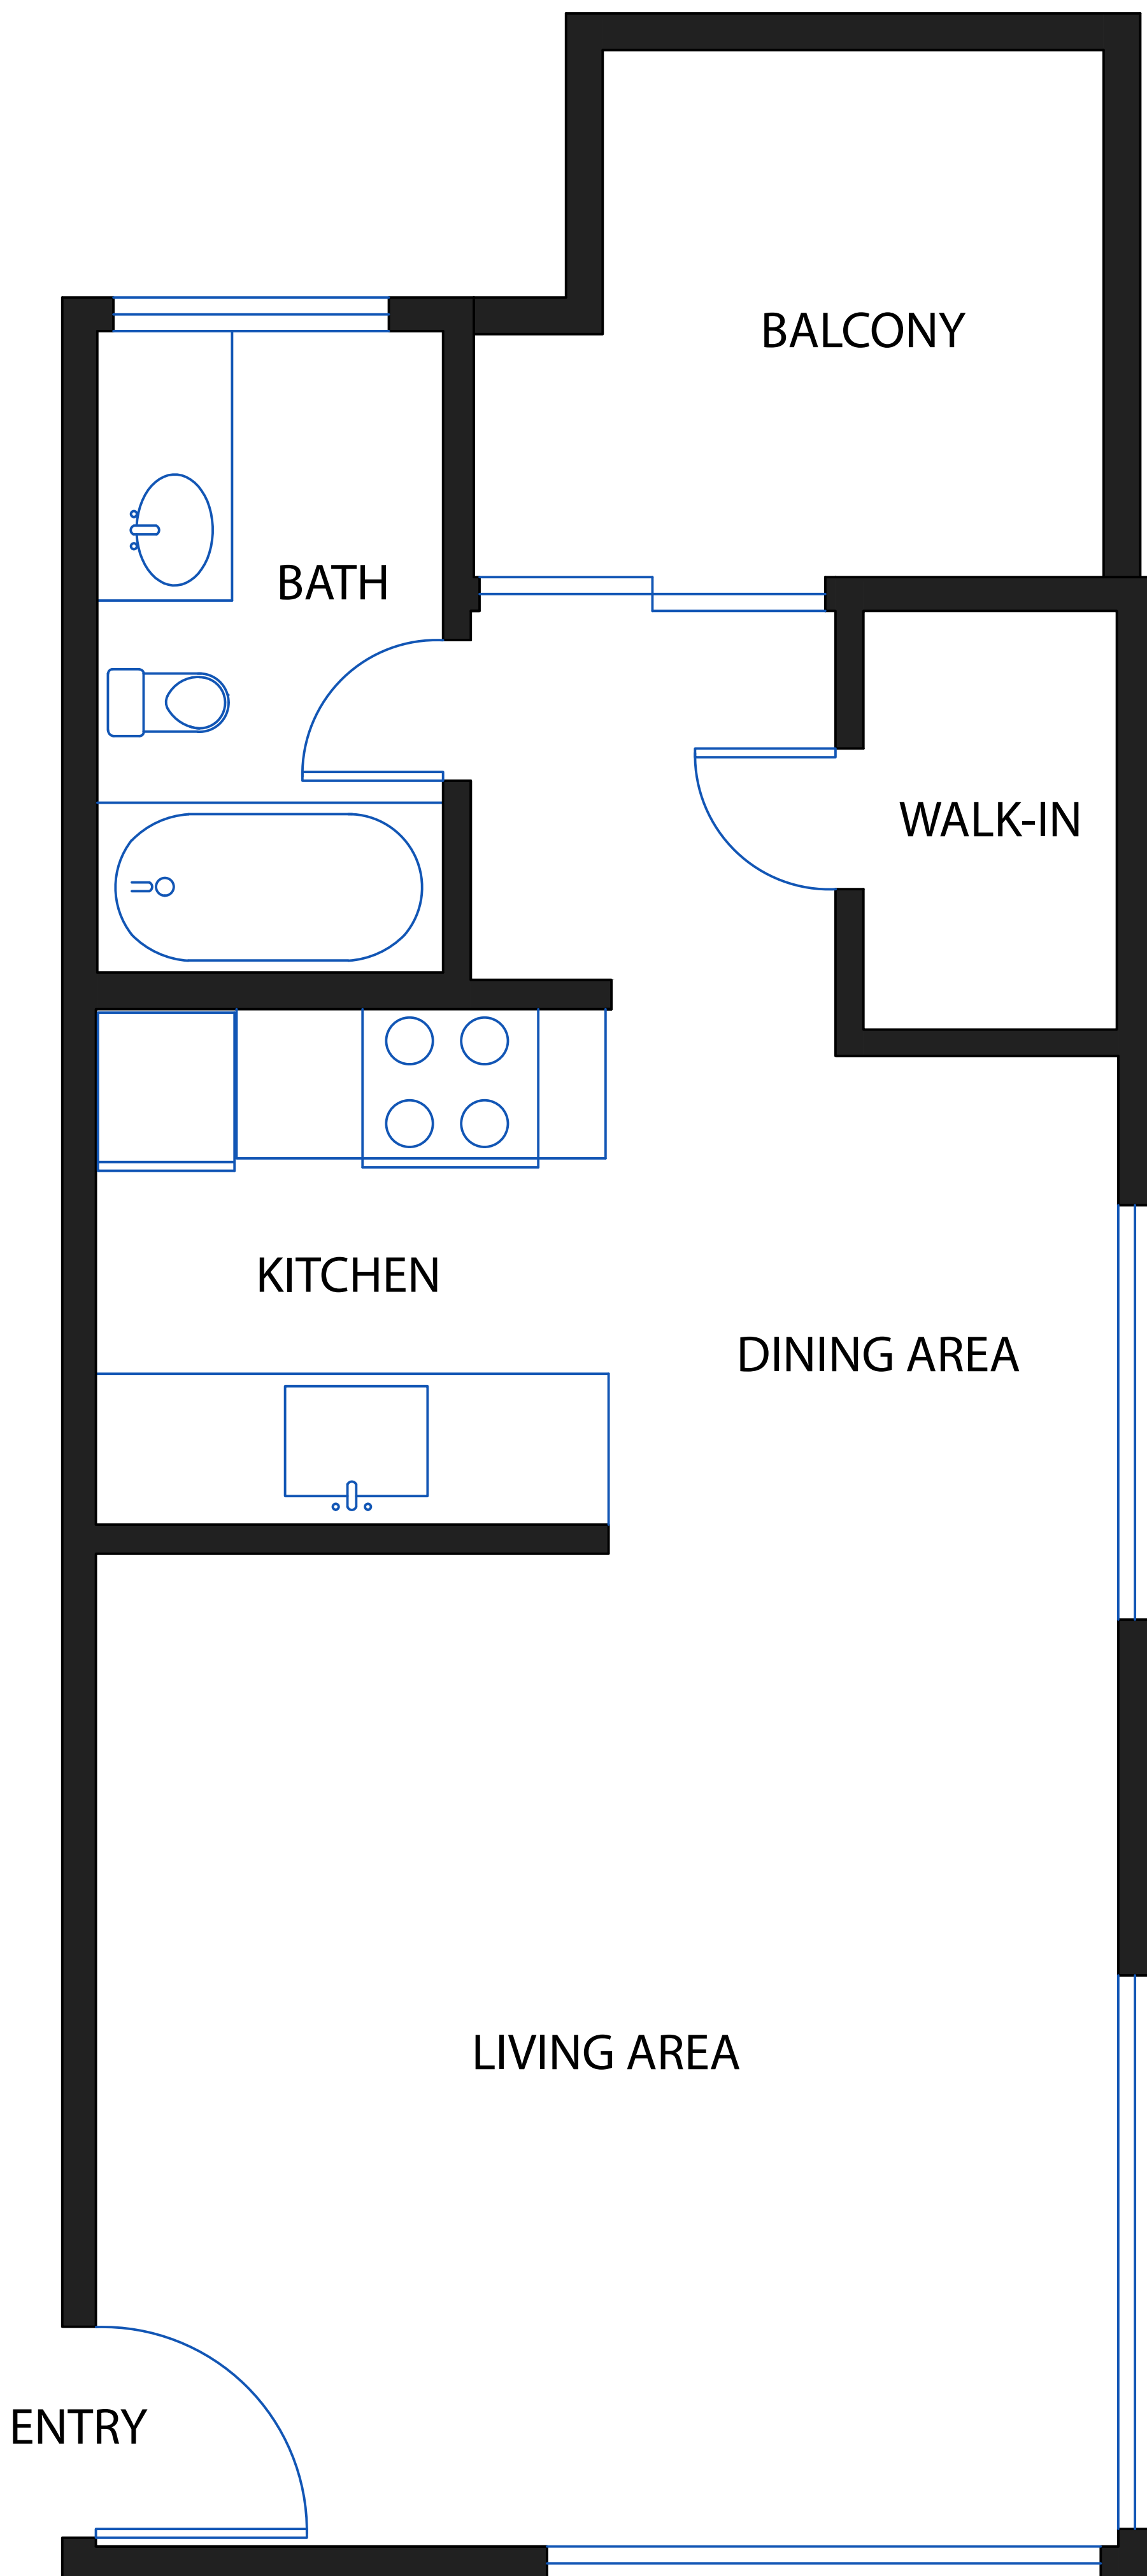 BALCONY
BATH
WALK-IN
KITCHEN
DINING AREA
LIVING AREA
ENTRY